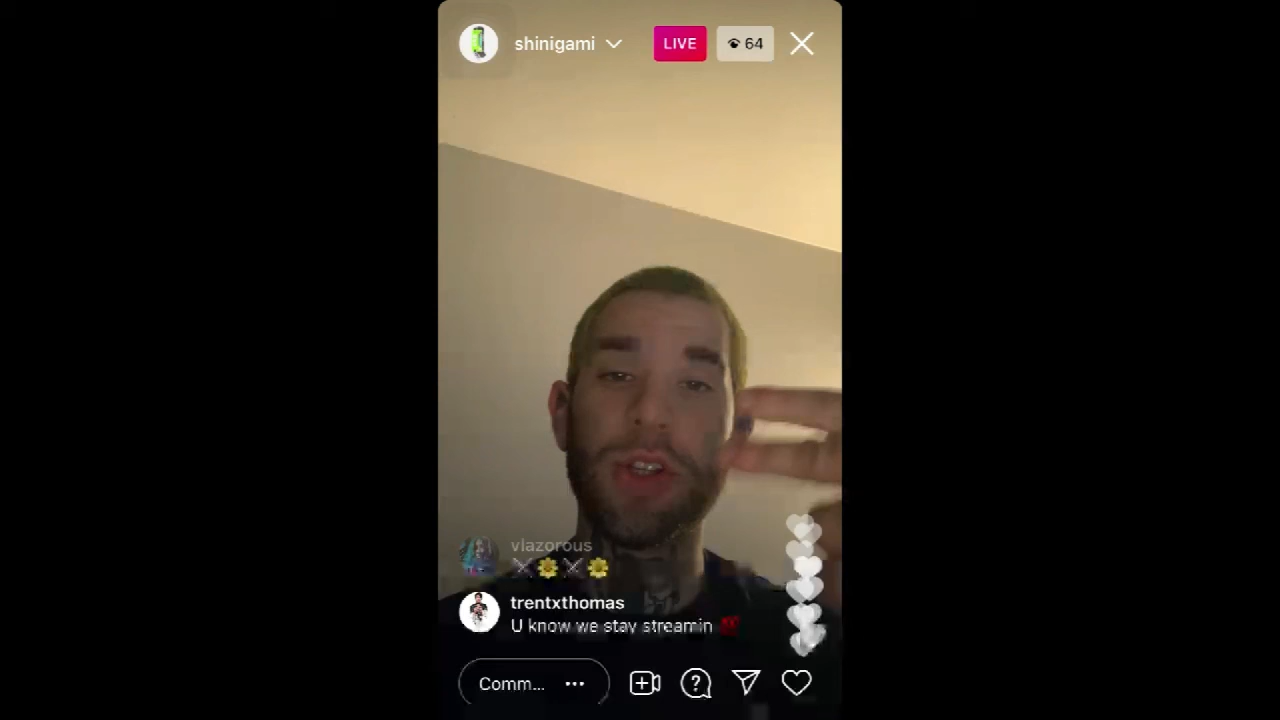 shinigami LIVE 64
vlazorous
⚔🌼⚔🌼
trentxthomas
U know we stay streamin
Comm...